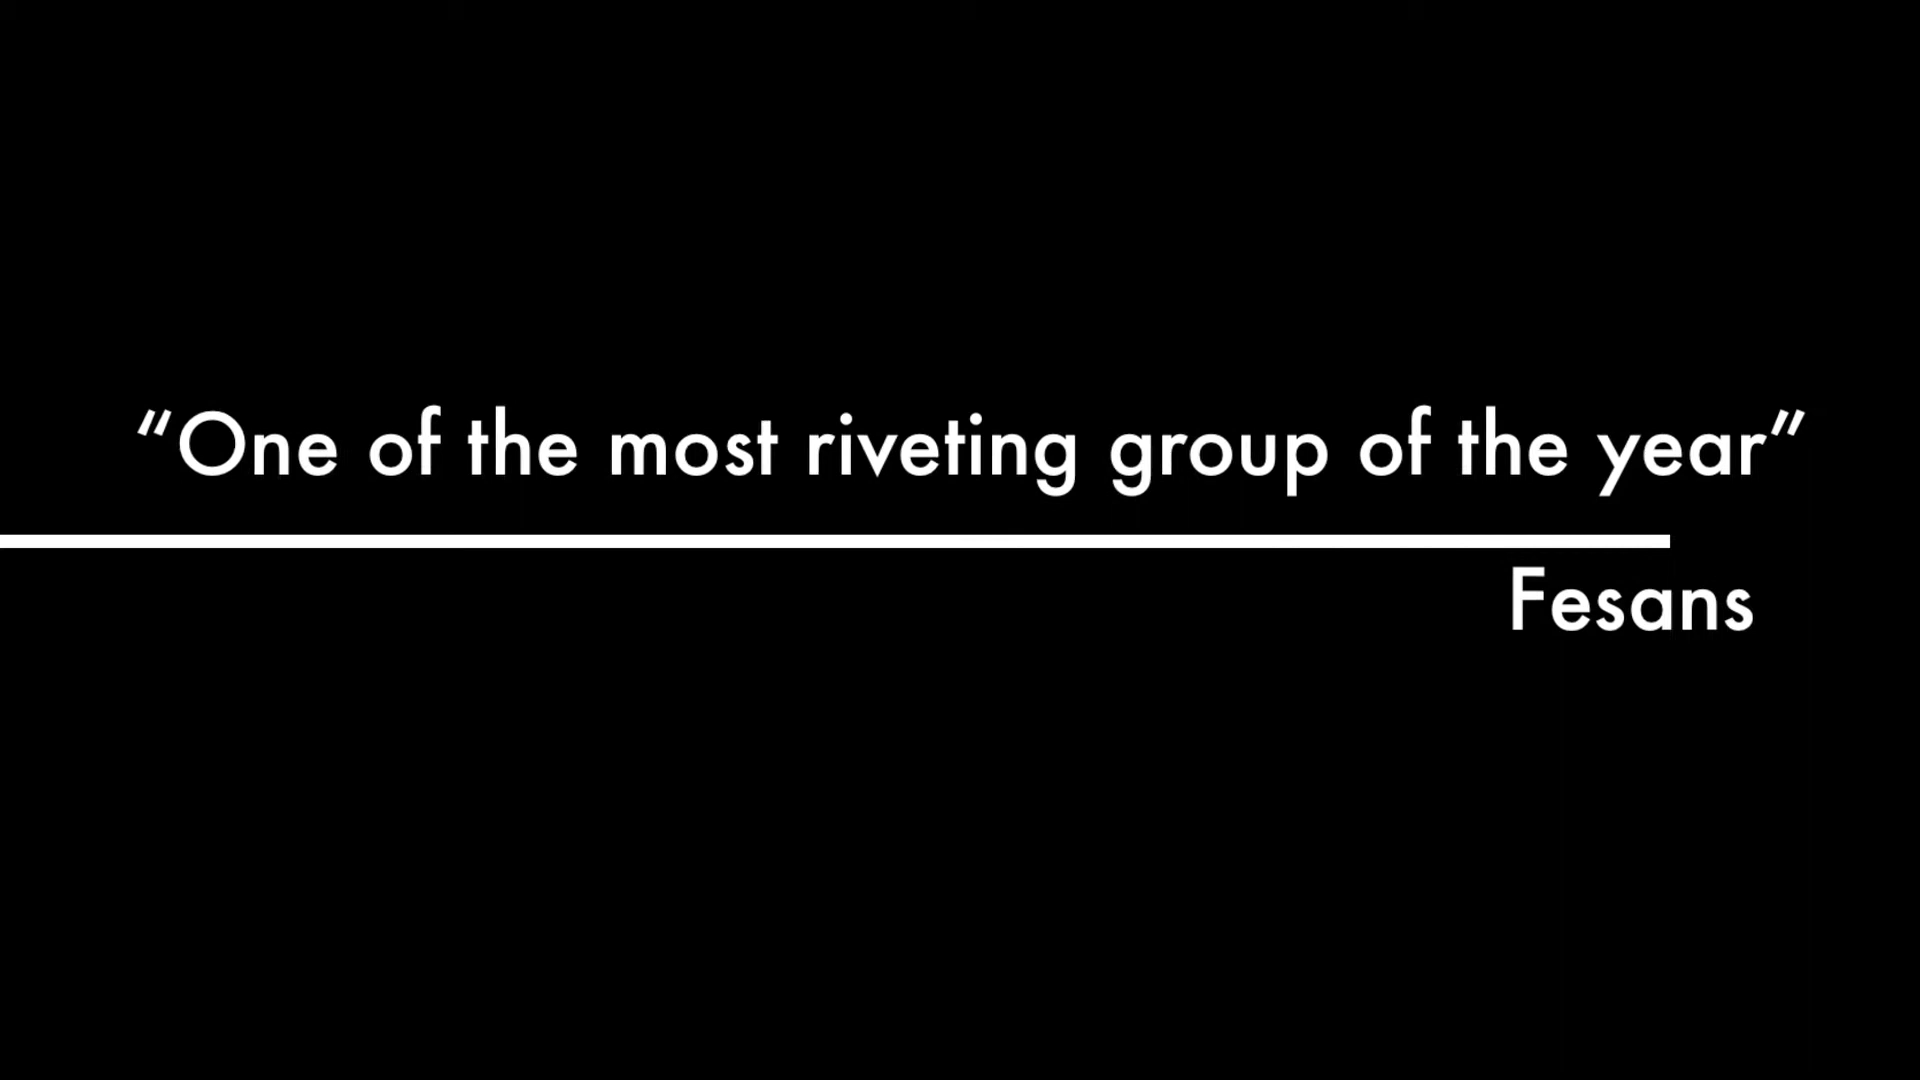 “One of the most riveting group of the year”
Fesans